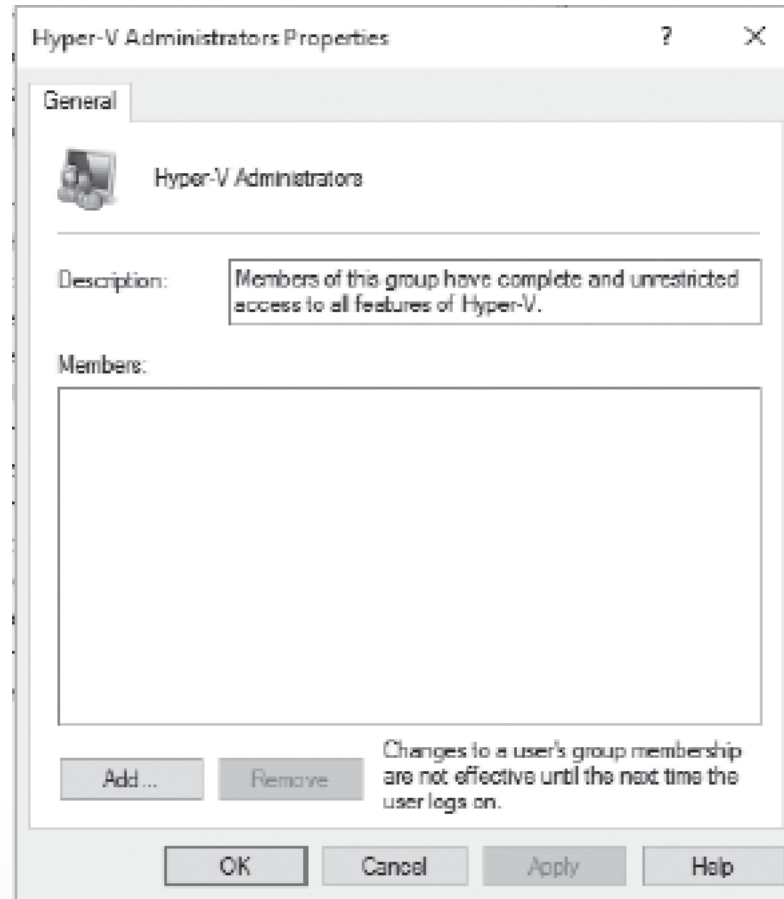 Hyper-V Administrators Properties
?
General
Hyper-V Administrators
Description:
Members of this group have complete and unrestricted
access to all features of Hyper-V.
Members:
Add...
Remove
Changes to a user's group membership
are not effective until the next time the
user logs on.
OK
Cancel
Apply
Help